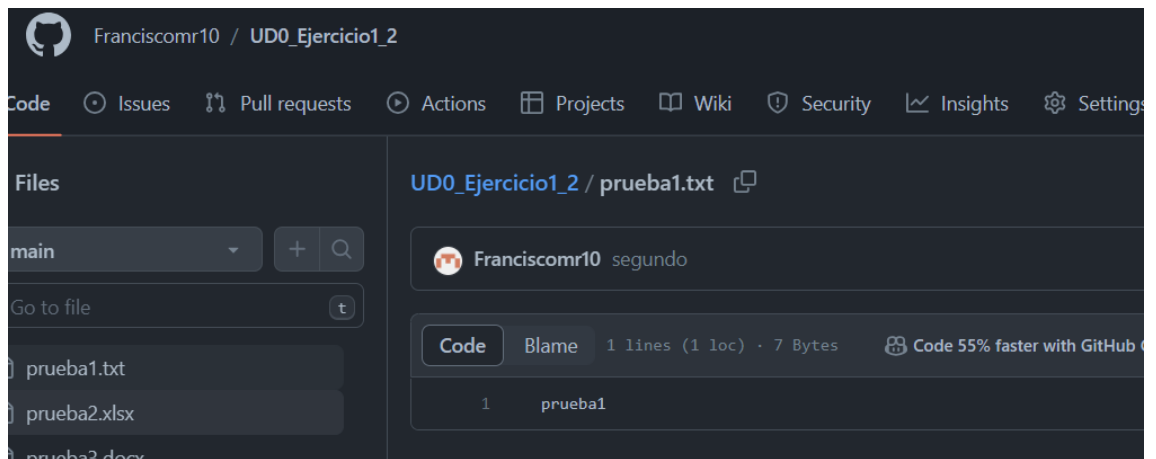 Franciscomr10 / UD0_Ejercicio1_2
Code Issues Pull requests Actions Projects Wiki Security Insights Settings
Files
main
Go to file t
prueba1.txt
prueba2.xlsx
prueba3.docx
UD0_Ejercicio1_2 / prueba1.txt
Franciscomr10 segundo
Code Blame 1 lines (1 loc) · 7 Bytes Code 55% faster with GitHub
1 prueba1